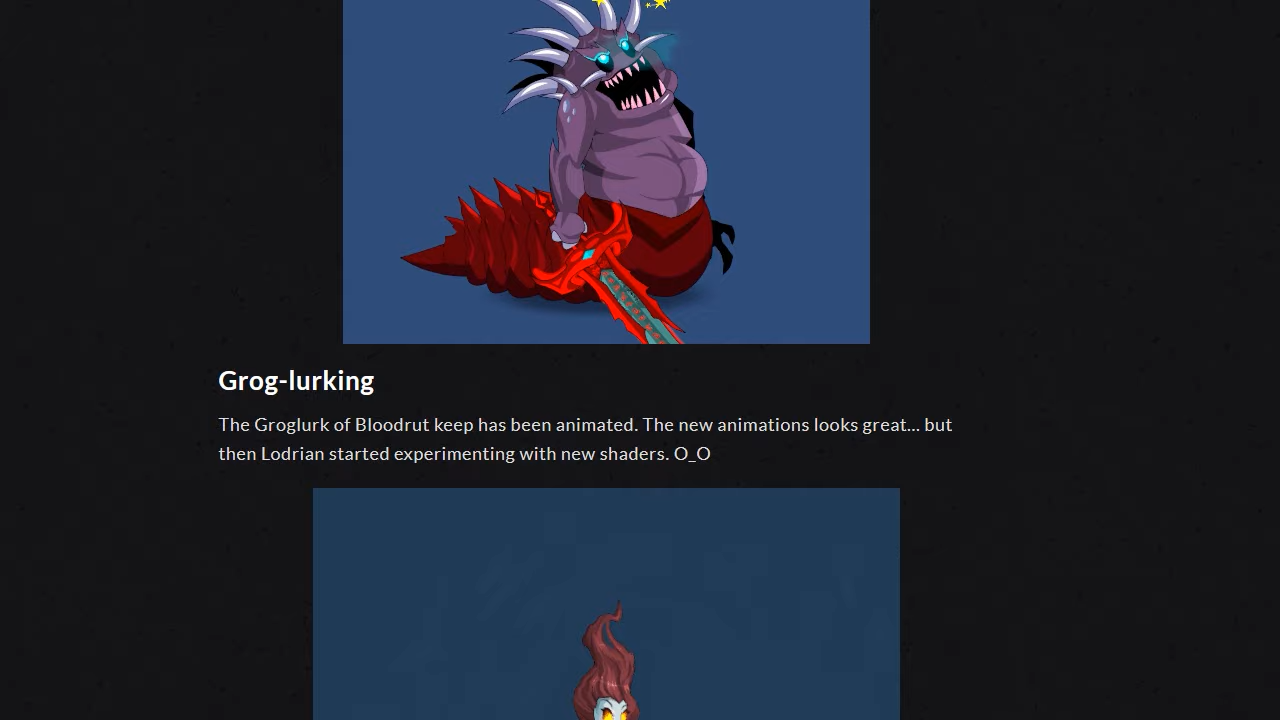 Grog-lurking
The Groglurk of Bloodrut keep has been animated. The new animations looks great... but
then Lodrian started experimenting with new shaders. O_O